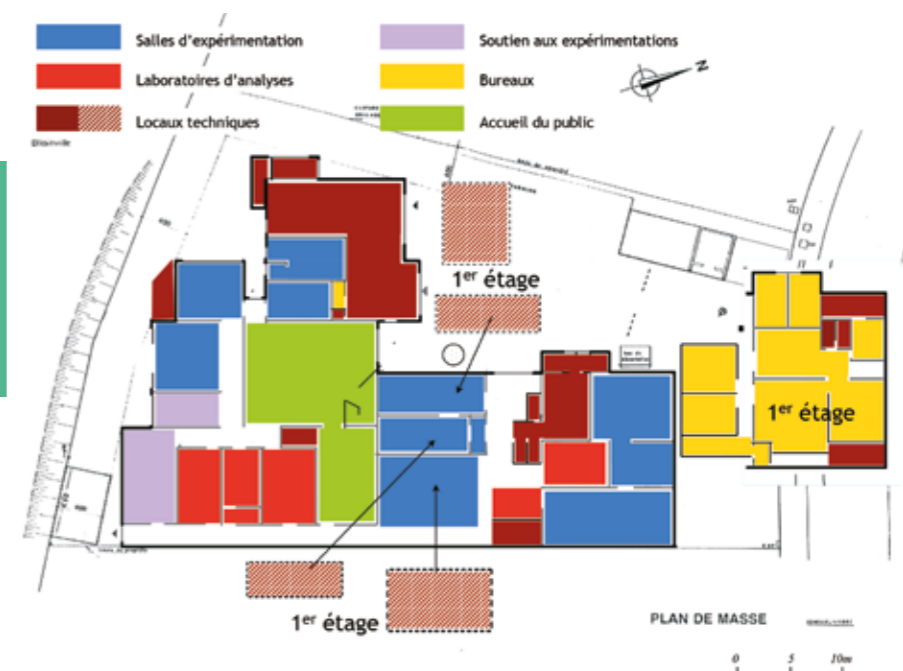 Salles d'expérimentation
Soutien aux expérimentations
Laboratoires d'analyses
Bureaux
Locaux techniques
Accueil du public
N
1er étage
1er étage
1er étage
PLAN DE MASSE
0 5 10m